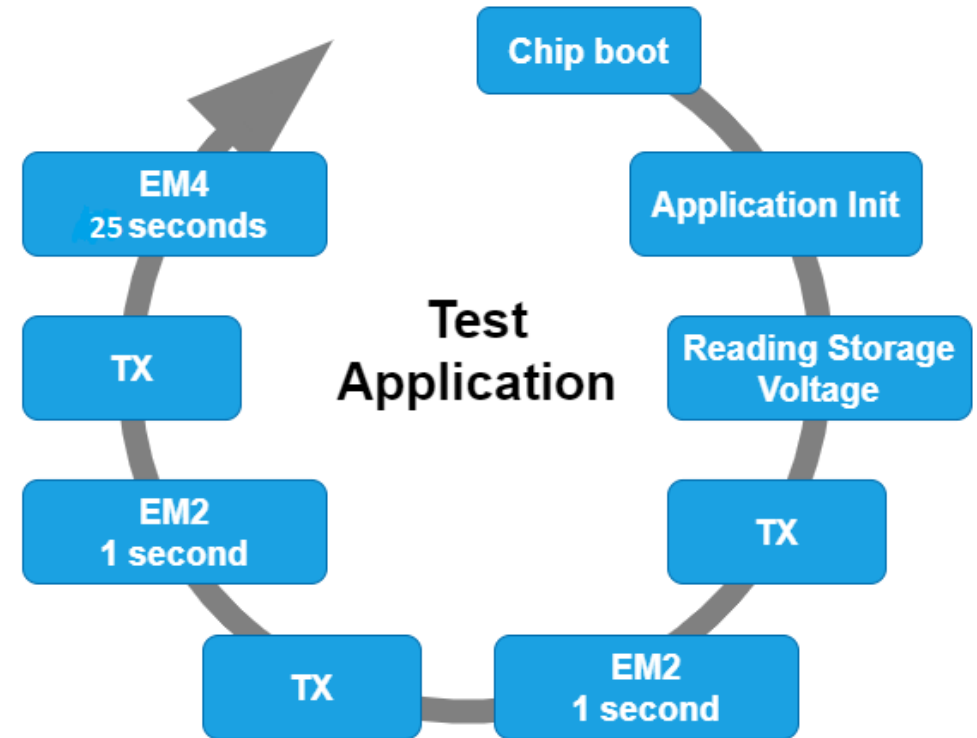 Chip boot
Application Init
Reading Storage
Voltage
TX
EM2
1 second
TX
EM2
1 second
TX
EM4
25 seconds
Test
Application